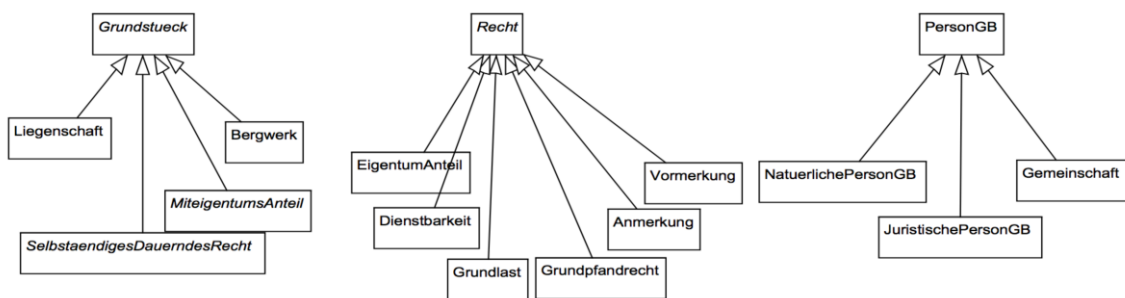 Grundstueck
Recht
PersonGB
Liegenschaft
Bergwerk
MiteigentumsAnteil
SelbstaendigesDauerndesRecht
EigentumAnteil
Vormerkung
Dienstbarkeit
Anmerkung
Grundlast
Grundpfandrecht
NatuerlichePersonGB
Gemeinschaft
JuristischePersonGB